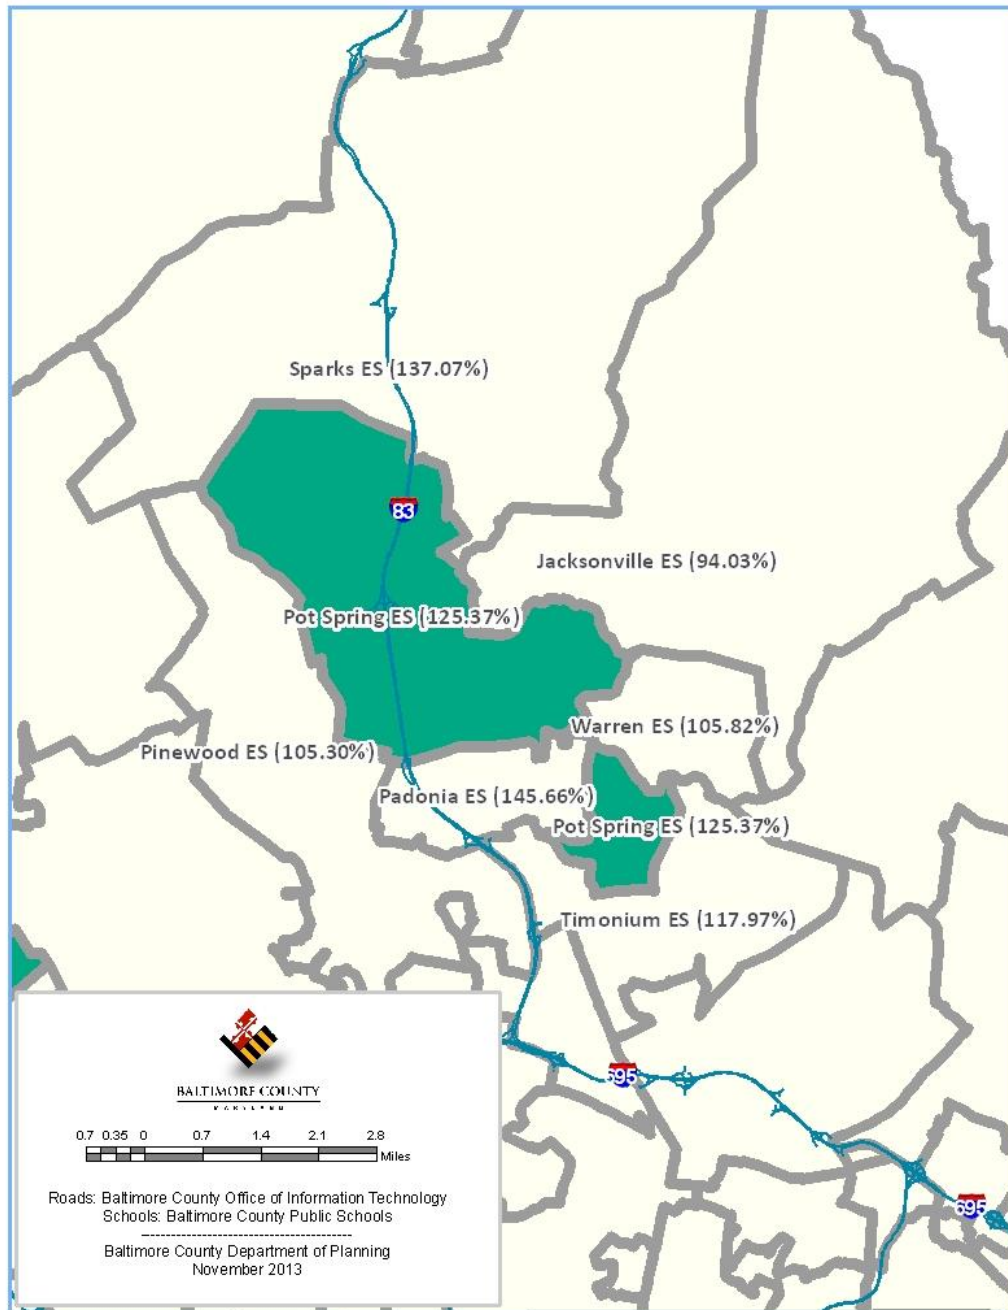 Sparks ES (137.07%)
83
Jacksonville ES (94.03%)
Pot Spring ES (125.37%)
Warren ES (105.82%)
Pinewood ES (105.30%)
Padonia ES (145.66%)
Pot Spring ES (125.37%)
Timonium ES (117.97%)
695
695
BALTIMORE COUNTY
MARYLAND
0.7 0.35 0 0.7 1.4 2.1 2.8
Miles
Roads: Baltimore County Office of Information Technology
Schools: Baltimore County Public Schools
Baltimore County Department of Planning
November 2013